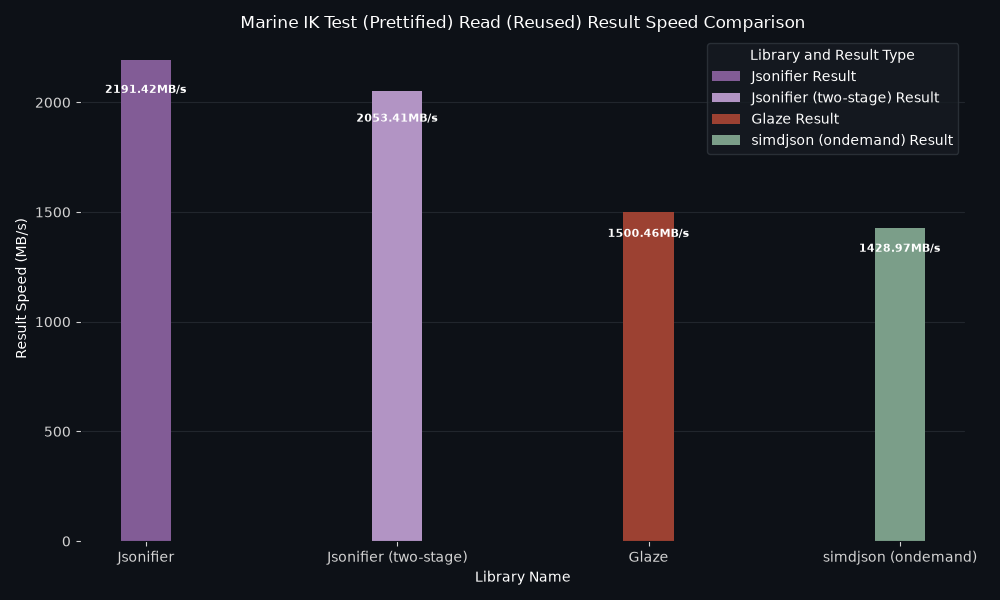 Marine IK Test (Prettified) Read (Reused) Result Speed Comparison
Library and Result Type
Jsonifier Result
Jsonifier (two-stage) Result
Glaze Result
simdjson (ondemand) Result
2191.42MB/s
2053.41MB/s
1500.46MB/s
1428.97MB/s
Result Speed (MB/s)
2000
1500
1000
500
0
Jsonifier
Jsonifier (two-stage)
Glaze
simdjson (ondemand)
Library Name